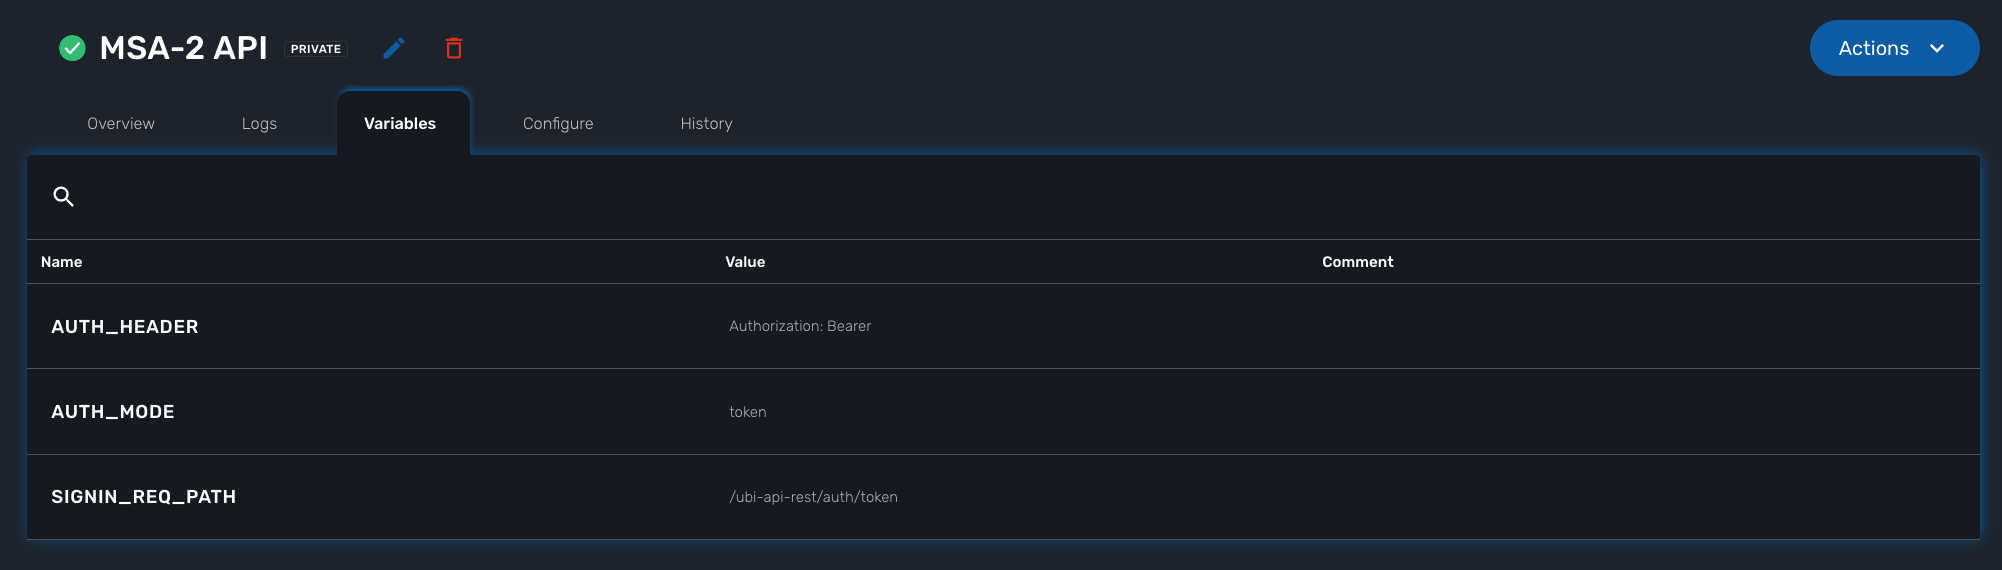 MSA-2 API PRIVATE Actions
Overview Logs Variables Configure History
Name Value Comment
AUTH_HEADER Authorization: Bearer
AUTH_MODE token
SIGNIN_REQ_PATH /ubi-api-rest/auth/token